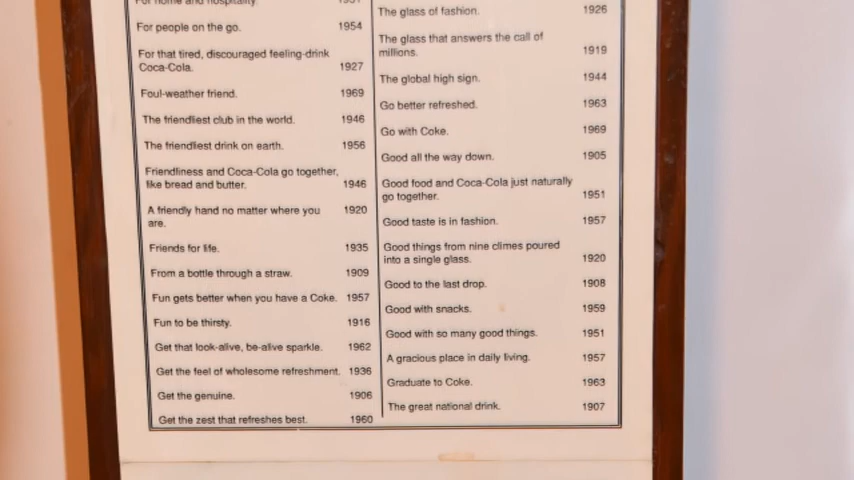 For home and hospitality.
For people on the go. 1954
For that tired, discouraged feeling-drink
Coca-Cola. 1927
Foul-weather friend. 1969
The friendliest club in the world. 1946
The friendliest drink on earth. 1956
Friendliness and Coca-Cola go together,
like bread and butter. 1946
A friendly hand no matter where you 1920
are.
Friends for life. 1935
From a bottle through a straw. 1909
Fun gets better when you have a Coke. 1957
Fun to be thirsty. 1916
Get that look-alive, be-alive sparkle. 1962
Get the feel of wholesome refreshment. 1936
Get the genuine. 1906
Get the zest that refreshes best. 1960
The glass of fashion. 1926
The glass that answers the call of
millions. 1919
The global high sign. 1944
Go better refreshed. 1963
Go with Coke. 1969
Good all the way down. 1905
Good food and Coca-Cola just naturally
go together. 1951
Good taste is in fashion. 1957
Good things from nine climes poured
into a single glass. 1920
Good to the last drop. 1908
Good with snacks. 1959
Good with so many good things. 1951
A gracious place in daily living. 1957
Graduate to Coke. 1963
The great national drink. 1907